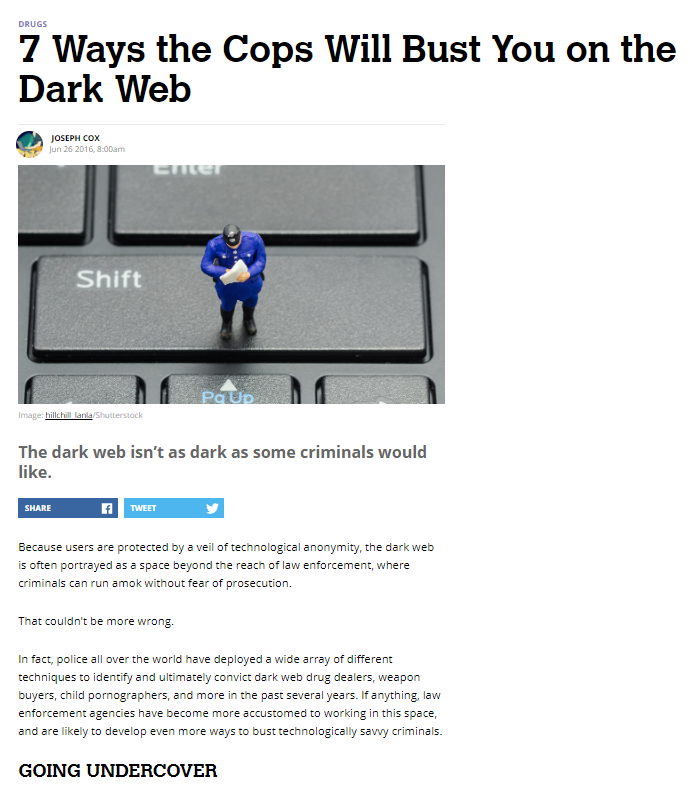 DRUGS
7 Ways the Cops Will Bust You on the
Dark Web
JOSEPH COX
Jun 26 2016, 8:00am
Enter
Shift
Pg Up
Image: hillchill_lanla/Shutterstock
The dark web isn't as dark as some criminals would
like.
SHARE
TWEET
Because users are protected by a veil of technological anonymity, the dark web
is often portrayed as a space beyond the reach of law enforcement, where
criminals can run amok without fear of prosecution.
That couldn't be more wrong.
In fact, police all over the world have deployed a wide array of different
techniques to identify and ultimately convict dark web drug dealers, weapon
buyers, child pornographers, and more in the past several years. If anything, law
enforcement agencies have become more accustomed to working in this space,
and are likely to develop even more ways to bust technologically savvy criminals.
GOING UNDERCOVER